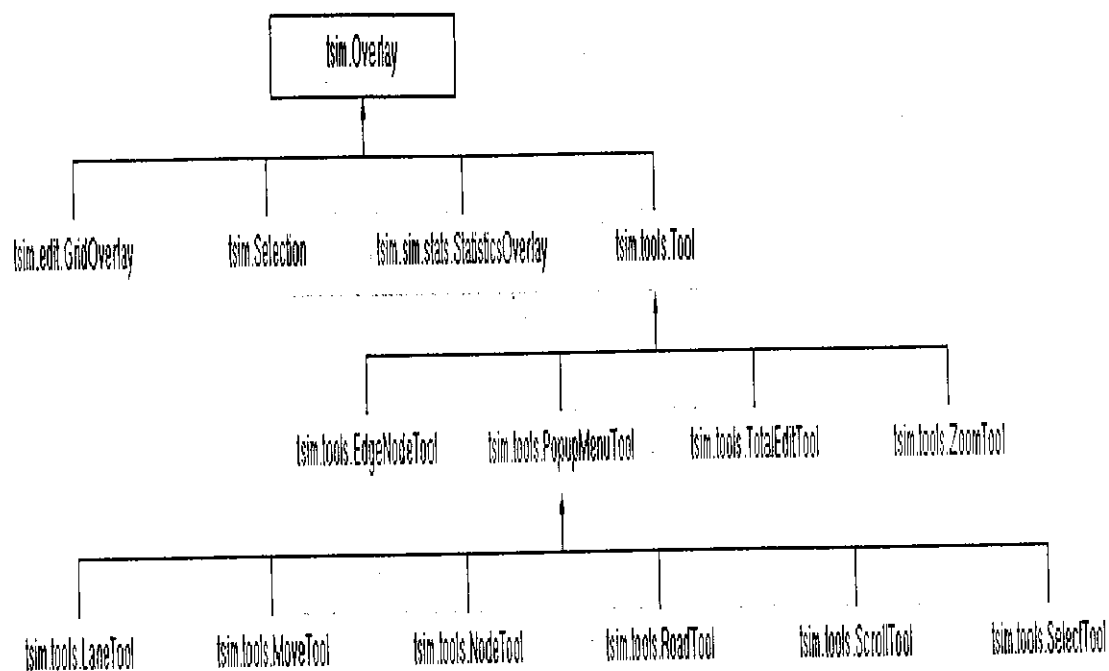 tsim.Overlay
tsim.edit.GridOverlay
tsim.Selection
tsim.sim.stats.StatisticsOverlay
tsim.tools.Tool
tsim.tools.EdgeNodeTool
tsim.tools.PopupMenuTool
tsim.tools.TotalEditTool
tsim.tools.ZoomTool
tsim.tools.LaneTool
tsim.tools.MoveTool
tsim.tools.NodeTool
tsim.tools.RoadTool
tsim.tools.ScrollTool
tsim.tools.SelectTool